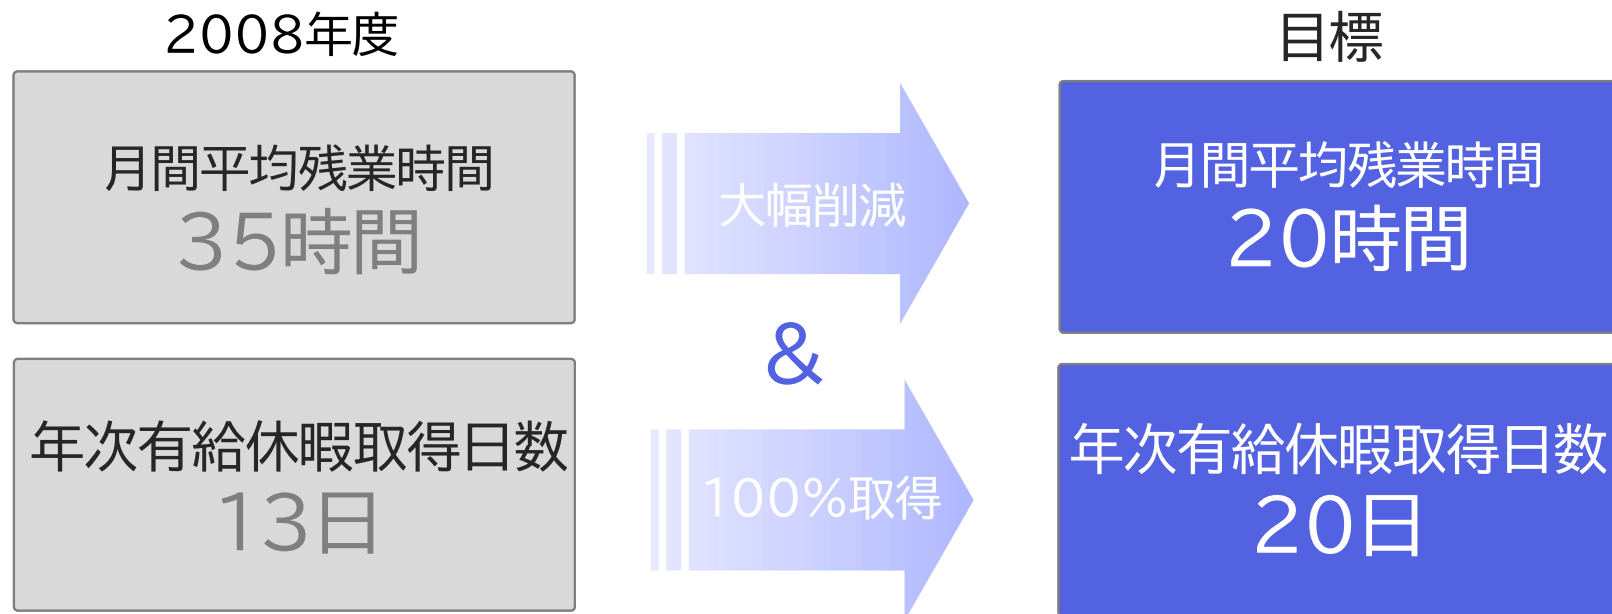 2008年度
月間平均残業時間
35時間
年次有給休暇取得日数
13日
大幅削減
&
100%取得
目標
月間平均残業時間
20時間
年次有給休暇取得日数
20日